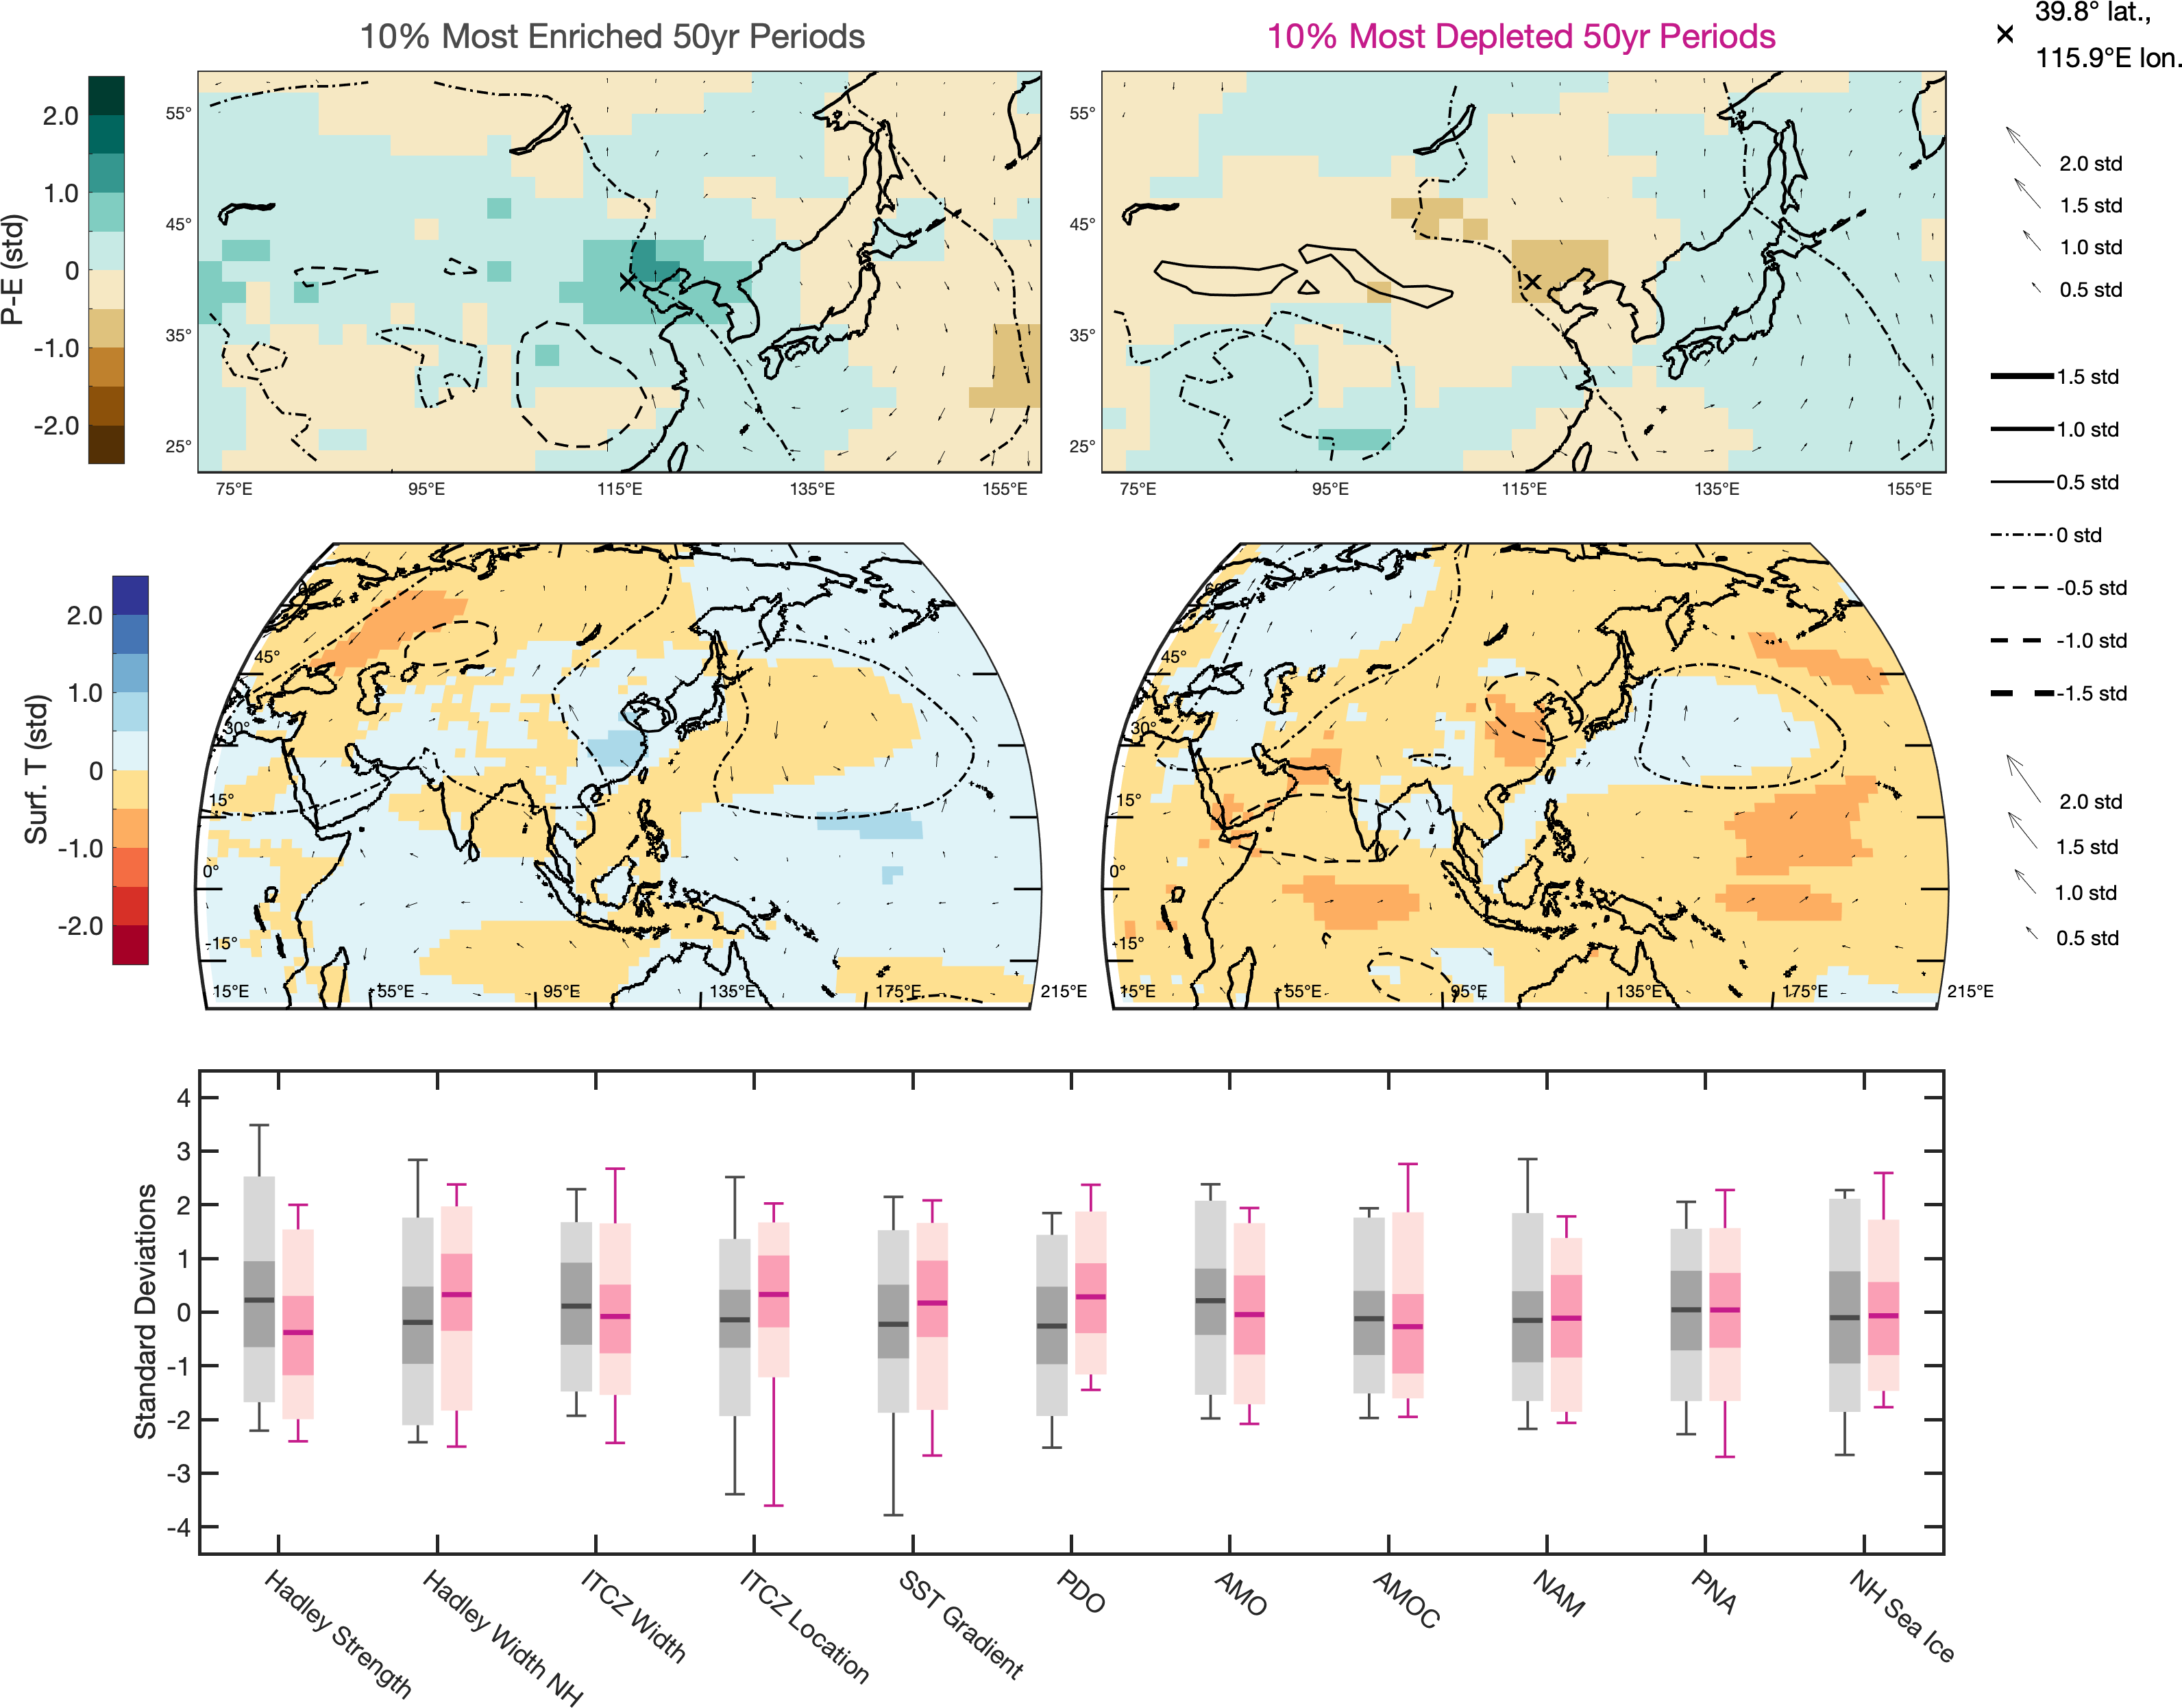 10% Most Enriched 50yr Periods
10% Most Depleted 50yr Periods
39.8° lat.,
115.9°E lon.
P-E (std)
2.0
1.0
0
-1.0
-2.0
55°
45°
35°
25°
75°E 95°E 115°E 135°E 155°E
55°
45°
35°
25°
75°E 95°E 115°E 135°E 155°E
2.0 std
1.5 std
1.0 std
0.5 std
1.5 std
1.0 std
0.5 std
0 std
-0.5 std
-1.0 std
-1.5 std
Surf. T (std)
2.0
1.0
0
-1.0
-2.0
60°
45°
30°
15°
0°
-15°
15°E 55°E 95°E 135°E 175°E 215°E
60°
45°
30°
15°
0°
-15°
15°E 55°E 95°E 135°E 175°E 215°E
2.0 std
1.5 std
1.0 std
0.5 std
Standard Deviations
4
3
2
1
0
-1
-2
-3
-4
Hadley Strength
Hadley Width NH
ITCZ Width
ITCZ Location
SST Gradient
PDO
AMO
AMOC
NAM
PNA
NH Sea Ice